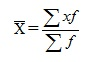 X̅ = ∑xf / ∑f